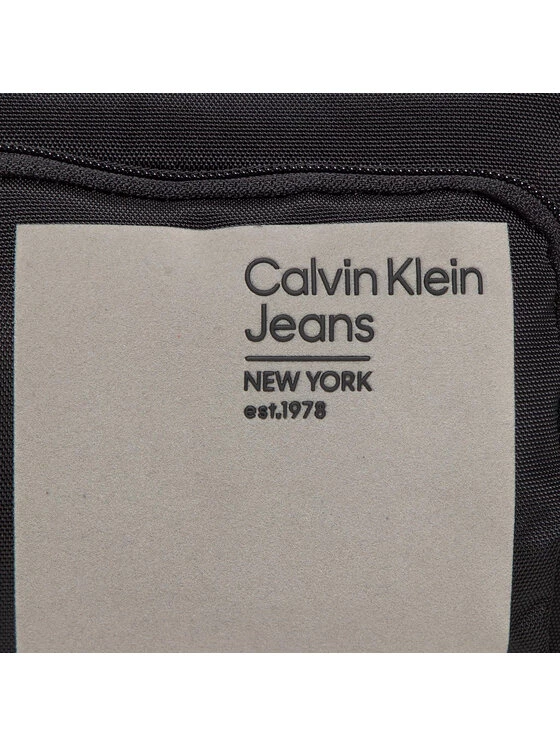 Calvin Klein
Jeans
NEW YORK
est.1978